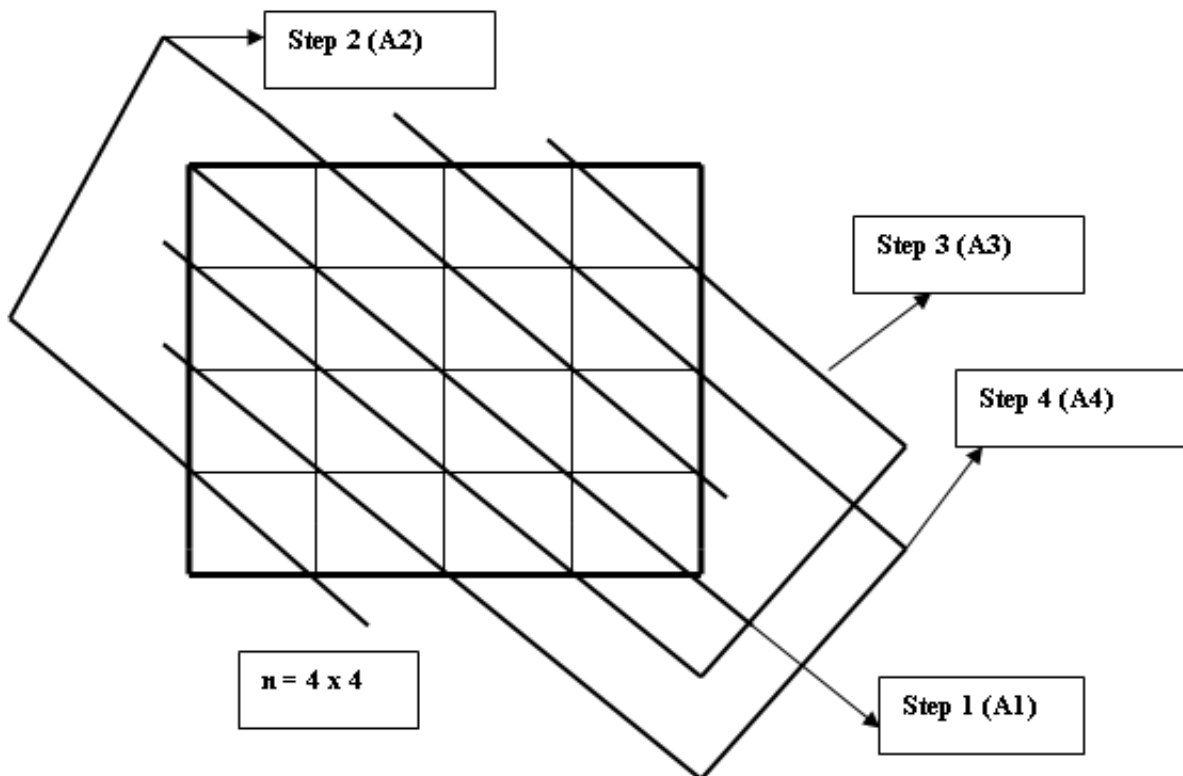 Step 2 (A2)
Step 3 (A3)
Step 4 (A4)
n = 4 x 4
Step 1 (A1)